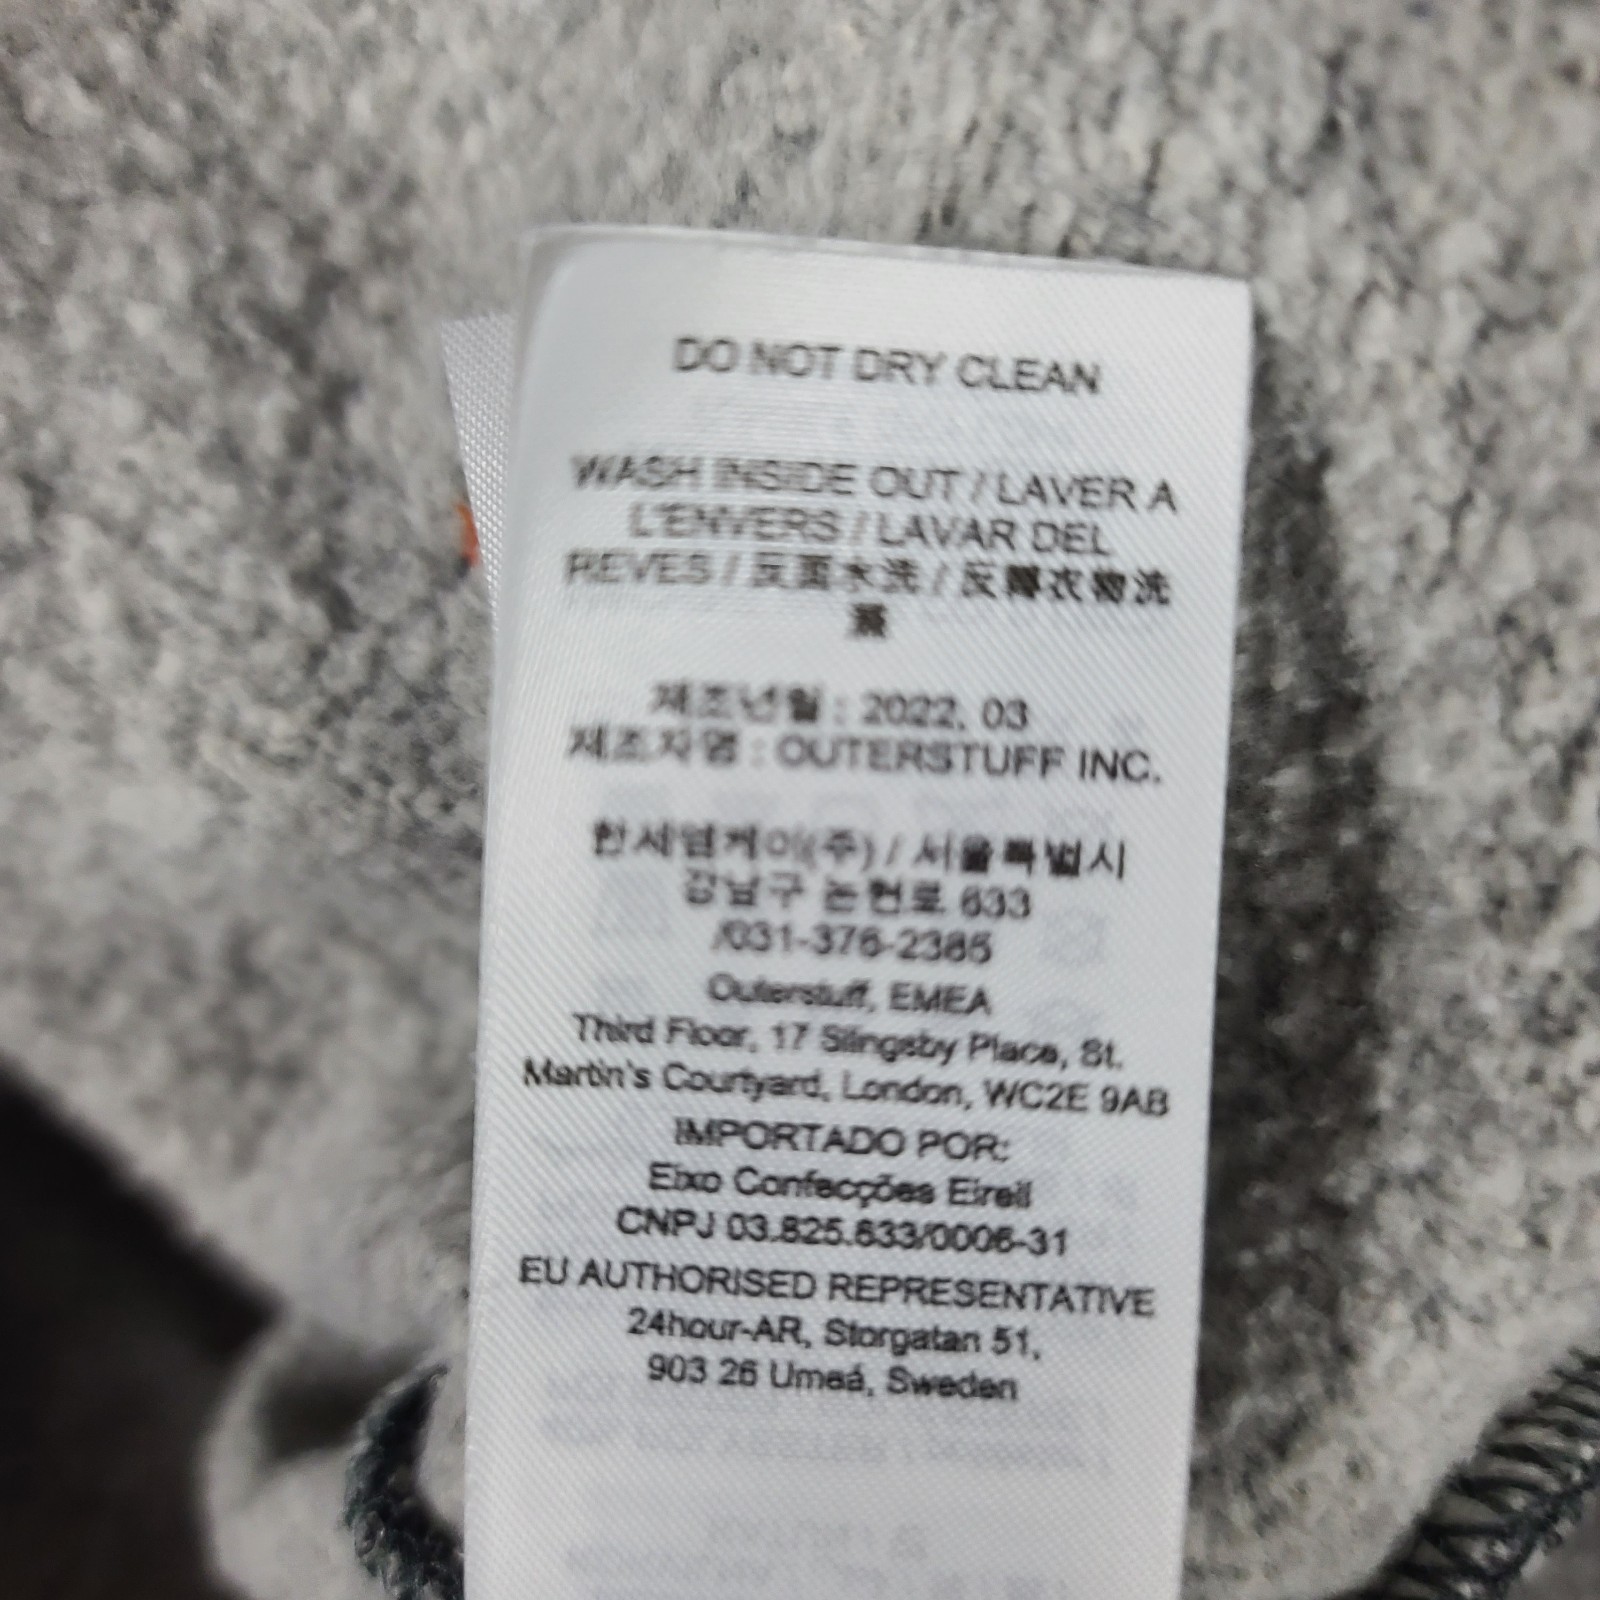 DO NOT DRY CLEAN
WASH INSIDE OUT / LAVER A
L'ENVERS / LAVAR DEL
REVES / 反面水洗 / 反轉衣物洗
滌
제조년월 : 2022. 03
제조자명 : OUTERSTUFF INC.
한세엠케이(주) / 서울특별시
강남구 논현로 633
/031-376-2385
Outerstuff, EMEA
Third Floor, 17 Slingsby Place, St.
Martin's Courtyard, London, WC2E 9AB
IMPORTADO POR:
Eixo Confecções Eireli
CNPJ 03.825.633/0006-31
EU AUTHORISED REPRESENTATIVE
24hour-AR, Storgatan 51,
903 26 Umeá, Sweden